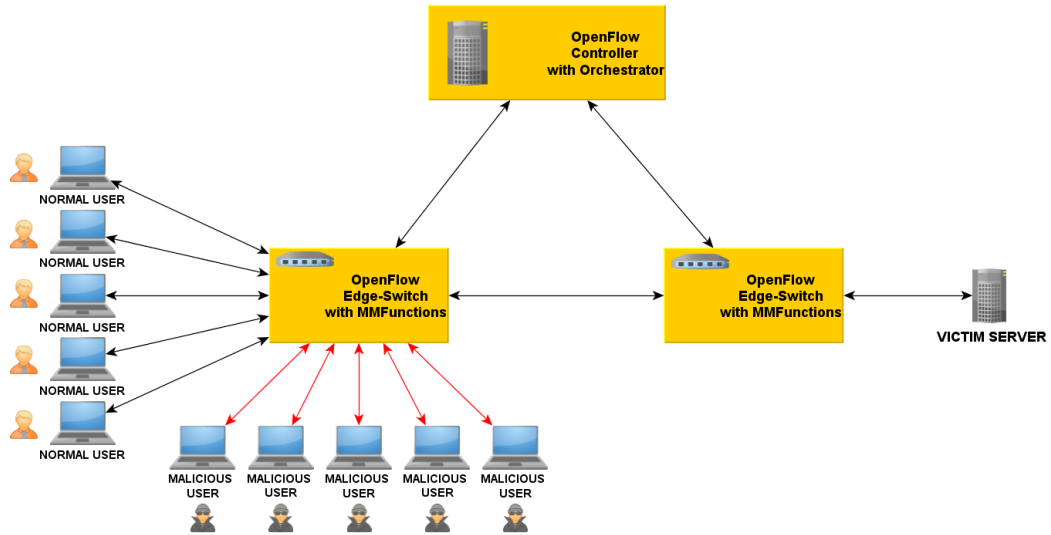 OpenFlow
Controller
with Orchestrator
NORMAL USER
NORMAL USER
NORMAL USER
NORMAL USER
NORMAL USER
OpenFlow
Edge-Switch
with MMFunctions
OpenFlow
Edge-Switch
with MMFunctions
VICTIM SERVER
MALICIOUS
USER
MALICIOUS
USER
MALICIOUS
USER
MALICIOUS
USER
MALICIOUS
USER